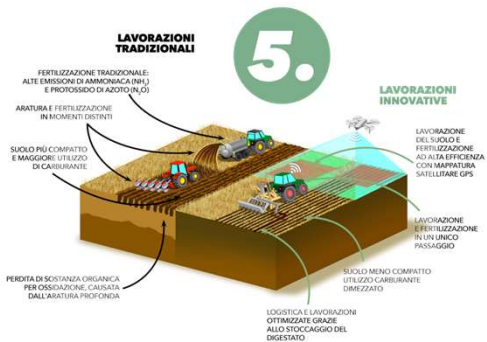 LAVORAZIONI
TRADIZIONALI
5.
FERTILIZZAZIONE TRADIZIONALE:
ALTE EMISSIONI DI AMMONIACA (NH₃)
E PROTOSSIDO DI AZOTO (N₂O)
ARATURA E FERTILIZZAZIONE
IN MOMENTI DISTINTI
SUOLO PIÙ COMPATTO
E MAGGIORE UTILIZZO
DI CARBURANTE
PERDITA DI SOSTANZA ORGANICA
PER OSSIDAZIONE, CAUSATA
DALL'ARATURA PROFONDA
LAVORAZIONI
INNOVATIVE
LAVORAZIONE
DEL SUOLO E
FERTILIZZAZIONE
AD ALTA EFFICIENZA
CON MAPPATURA
SATELLITARE GPS
LAVORAZIONE
E FERTILIZZAZIONE
IN UN UNICO
PASSAGGIO
SUOLO MENO COMPATTO
UTILIZZO CARBURANTE
DIMEZZATO
LOGISTICA E LAVORAZIONI
OTTIMIZZATE GRAZIE
ALLO STOCCAGGIO DEL
DIGESTATO